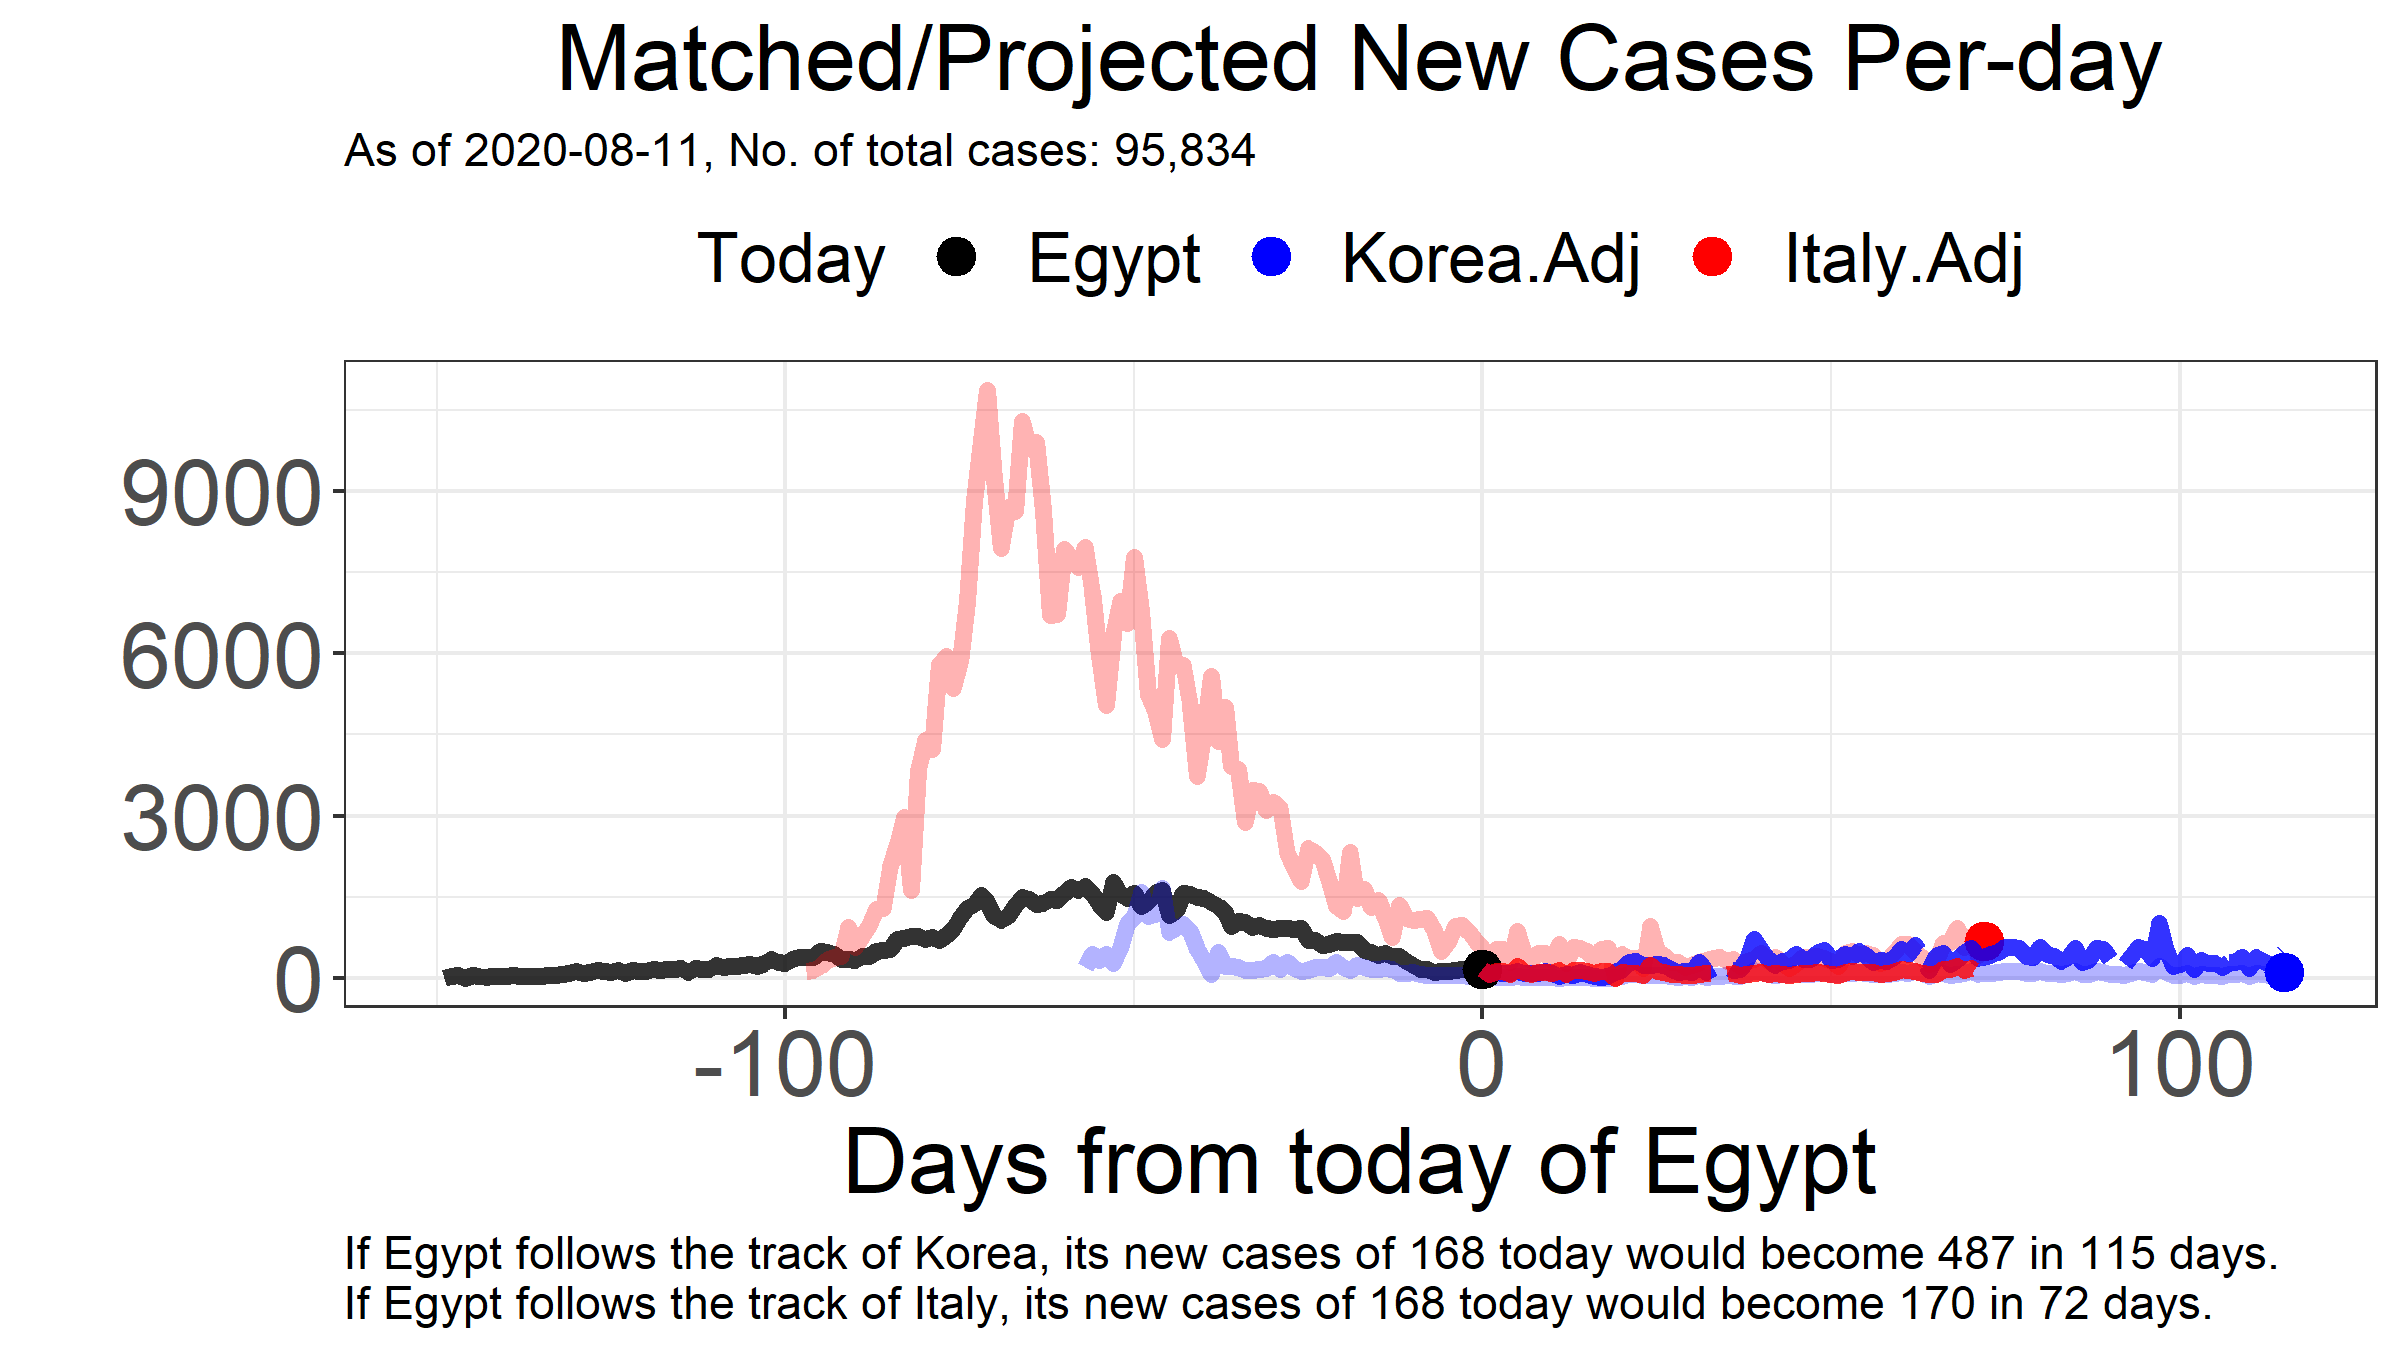 Matched/Projected New Cases Per-day
As of 2020-08-11, No. of total cases: 95,834
Today Egypt Korea.Adj Italy.Adj
9000
6000
3000
0
-100 0 100
Days from today of Egypt
If Egypt follows the track of Korea, its new cases of 168 today would become 487 in 115 days.
If Egypt follows the track of Italy, its new cases of 168 today would become 170 in 72 days.